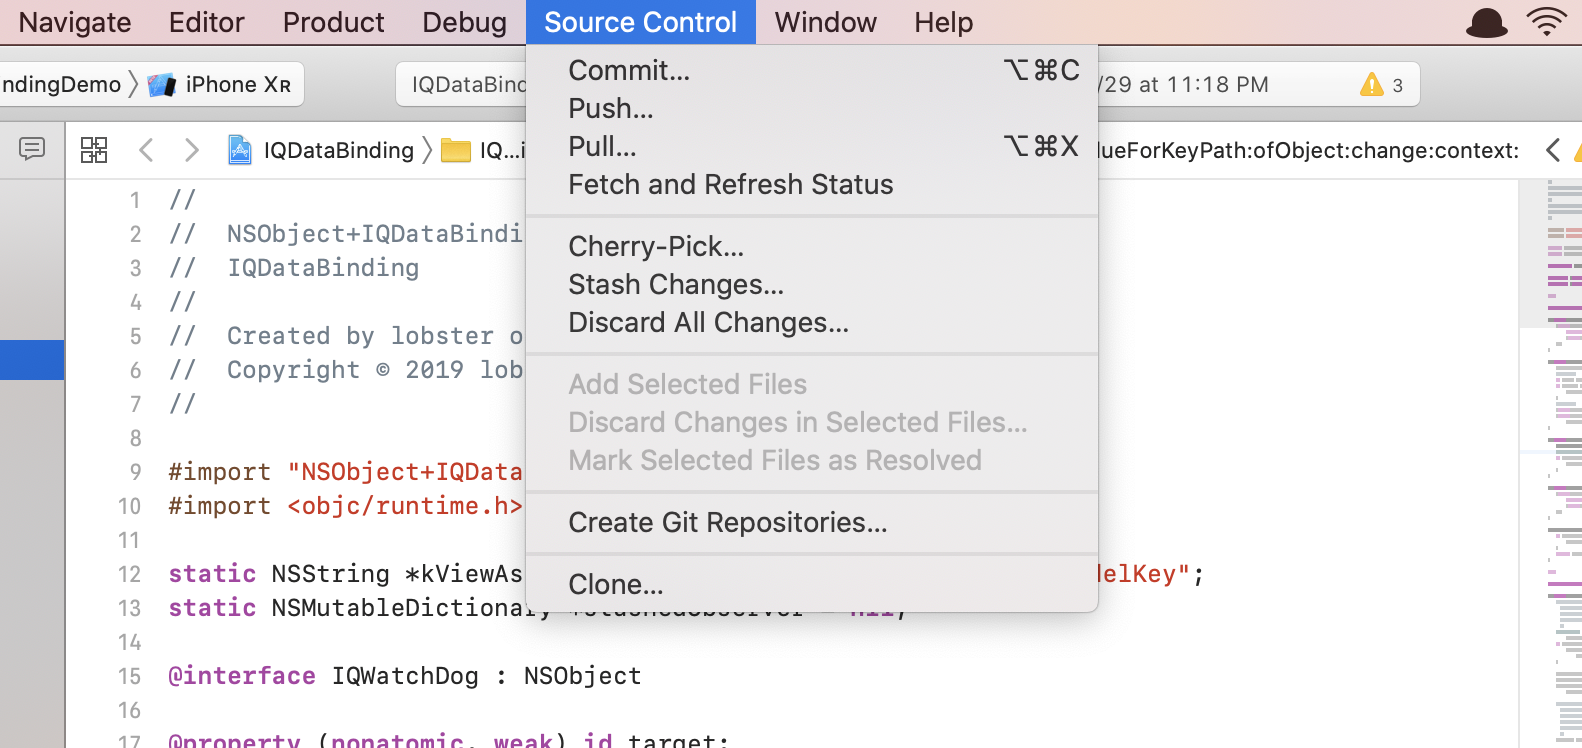 Navigate Editor Product Debug Source Control Window Help
ndingDemo iPhone XR IQDataBind /29 at 11:18 PM 3
IQDataBinding IQ...i lueForKeyPath:ofObject:change:context:
Commit... ⌥⌘C
Push...
Pull... ⌥⌘X
Fetch and Refresh Status
Cherry-Pick...
Stash Changes...
Discard All Changes...
Add Selected Files
Discard Changes in Selected Files...
Mark Selected Files as Resolved
Create Git Repositories...
Clone...
1 //
2 // NSObject+IQDataBindi
3 // IQDataBinding
4 //
5 // Created by lobster o
6 // Copyright © 2019 lob
7 //
8
9 #import "NSObject+IQData
10 #import <objc/runtime.h>
11
12 static NSString *kViewAs delKey";
13 static NSMutableDictionary *stashedObserver = nil;
14
15 @interface IQWatchDog : NSObject
16
17 @property (nonatomic, weak) id target;